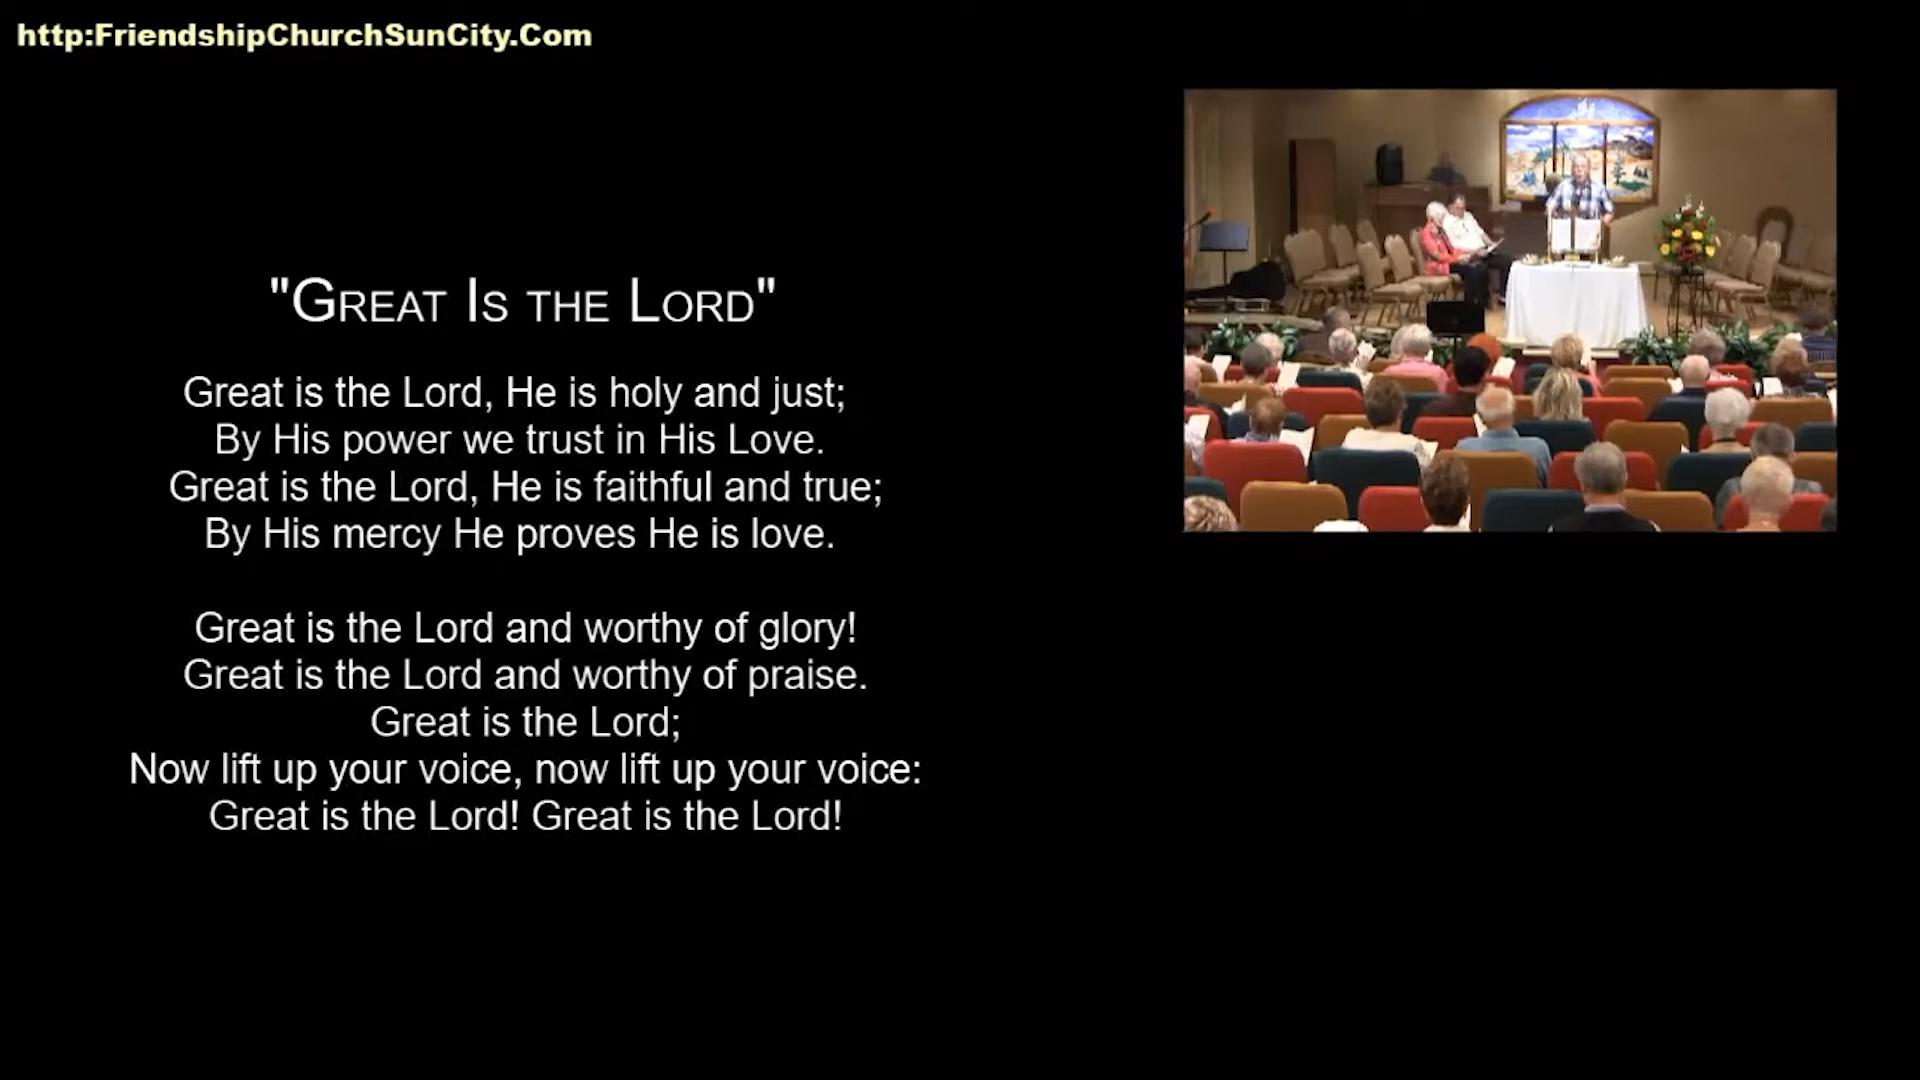 http:FriendshipChurchSunCity.Com
"Great Is the Lord"
Great is the Lord, He is holy and just;
By His power we trust in His Love.
Great is the Lord, He is faithful and true;
By His mercy He proves He is love.
Great is the Lord and worthy of glory!
Great is the Lord and worthy of praise.
Great is the Lord;
Now lift up your voice, now lift up your voice:
Great is the Lord! Great is the Lord!